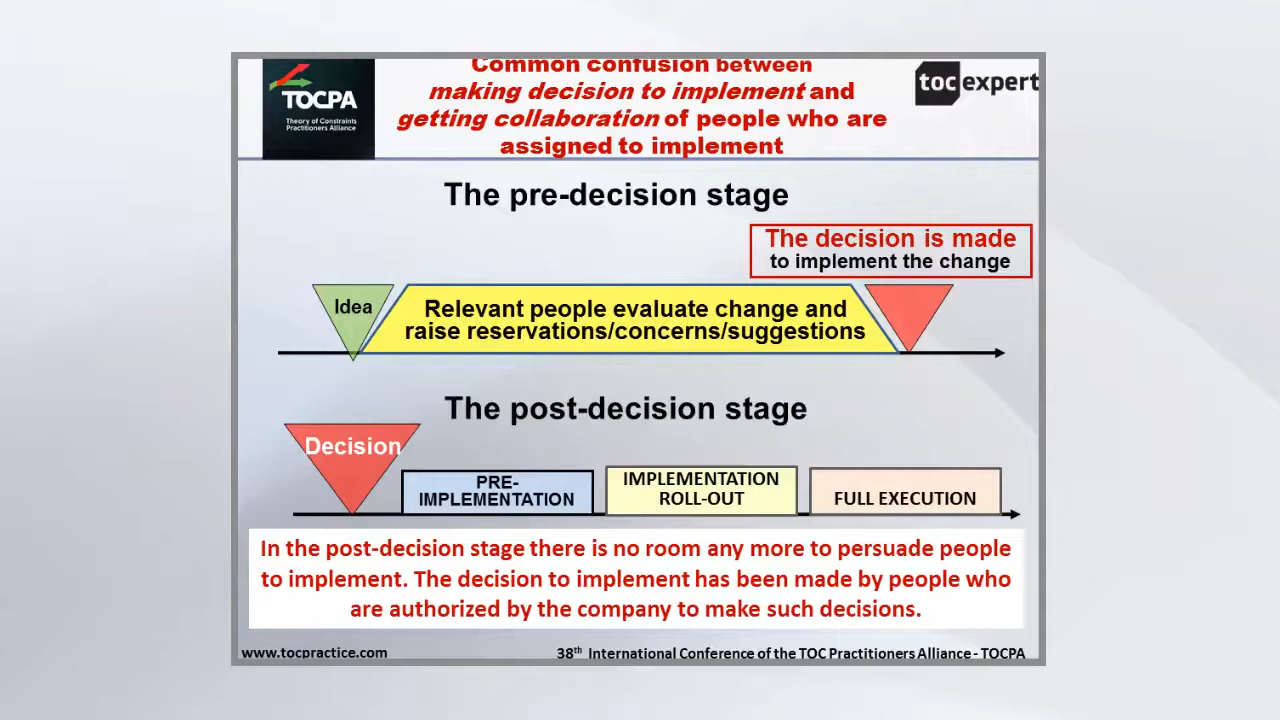 Common confusion between
making decision to implement and
getting collaboration of people who are
assigned to implement
TOCPA
Theory of Constraints
Practitioners Alliance
toc expert
The pre-decision stage
The decision is made
to implement the change
Idea
Relevant people evaluate change and
raise reservations/concerns/suggestions
The post-decision stage
Decision
PRE-
IMPLEMENTATION
IMPLEMENTATION
ROLL-OUT
FULL EXECUTION
In the post-decision stage there is no room any more to persuade people
to implement. The decision to implement has been made by people who
are authorized by the company to make such decisions.
www.tocpractice.com
38th International Conference of the TOC Practitioners Alliance - TOCPA